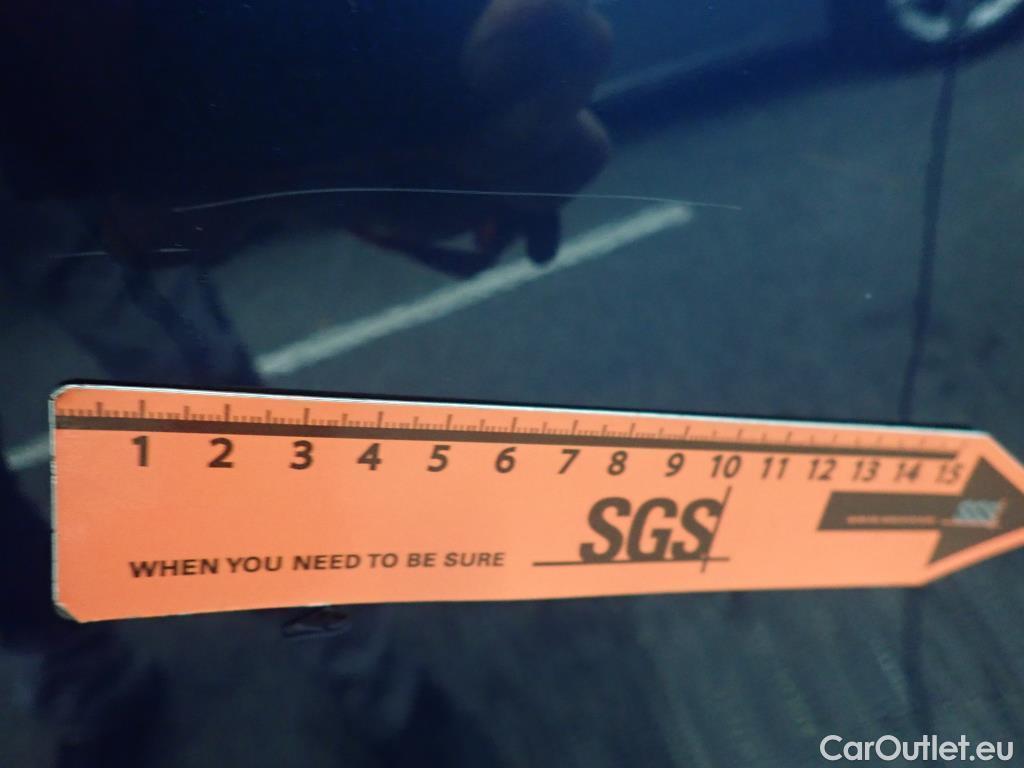 1 2 3 4 5 6 7 8 9 10 11 12 13 14 15
SGS
WHEN YOU NEED TO BE SURE
SGS
CarOutlet.eu